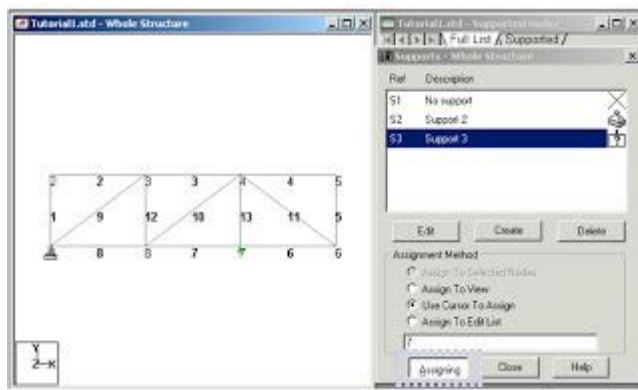 Tutorial1.std - Whole Structure
2 2 3 3 4 4 5
1 9 12 10 13 11 5
8 8 7 7 6 6
Y
Z X
Tutorial1.std - Supported Nodes
Full List / Supported /
Supports - Whole Structure
Ref Description
S1 No support
S2 Support 2
S3 Support 3
Edit Create Delete
Assignment Method
Assign To Selected Nodes
Assign To View
Use Cursor To Assign
Assign To Edit List
7
Assigning Close Help